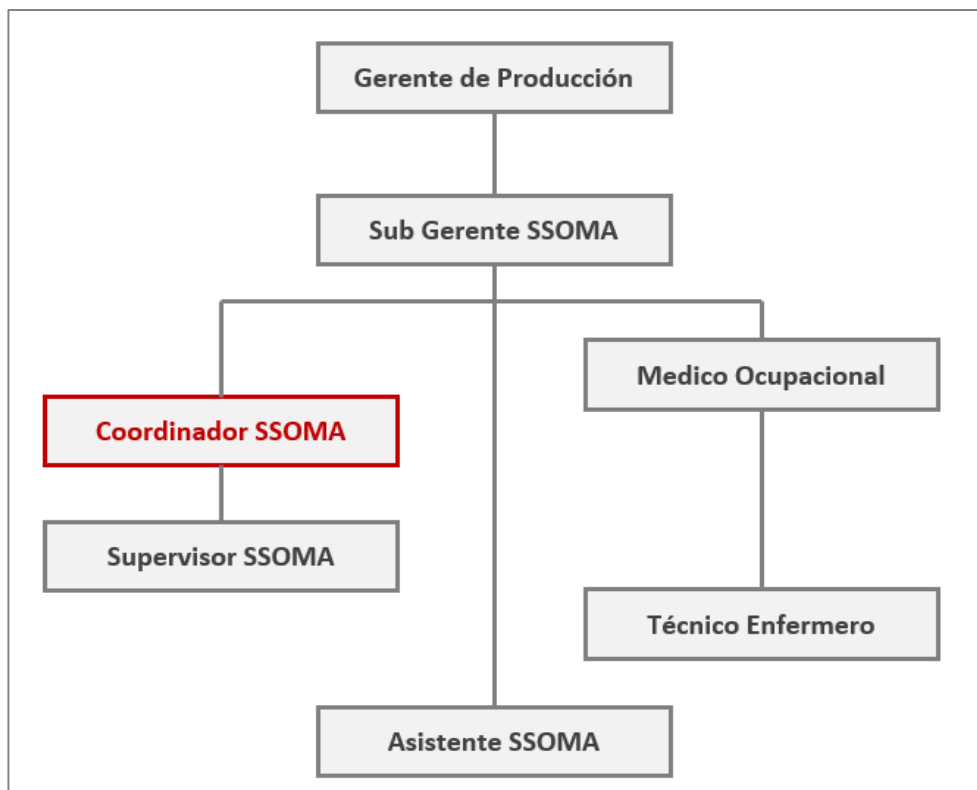 Gerente de Producción
Sub Gerente SSOMA
Medico Ocupacional
Coordinador SSOMA
Supervisor SSOMA
Técnico Enfermero
Asistente SSOMA